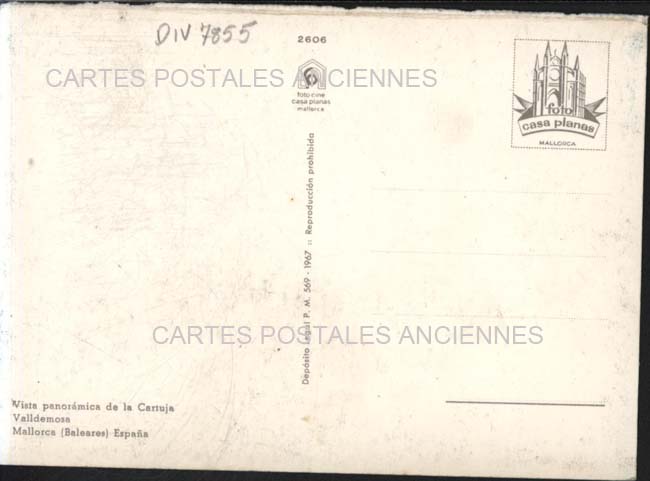 DIV 7855
2606
CARTES POSTALES ANCIENNES
foto cine
casa planas
mallorca
foto
casa planas
MALLORCA
Depósito Legal P. M. 569 - 1967 :: Reproducción prohibida
CARTES POSTALES ANCIENNES
Vista panorámica de la Cartuja
Valldemosa
Mallorca (Baleares) España